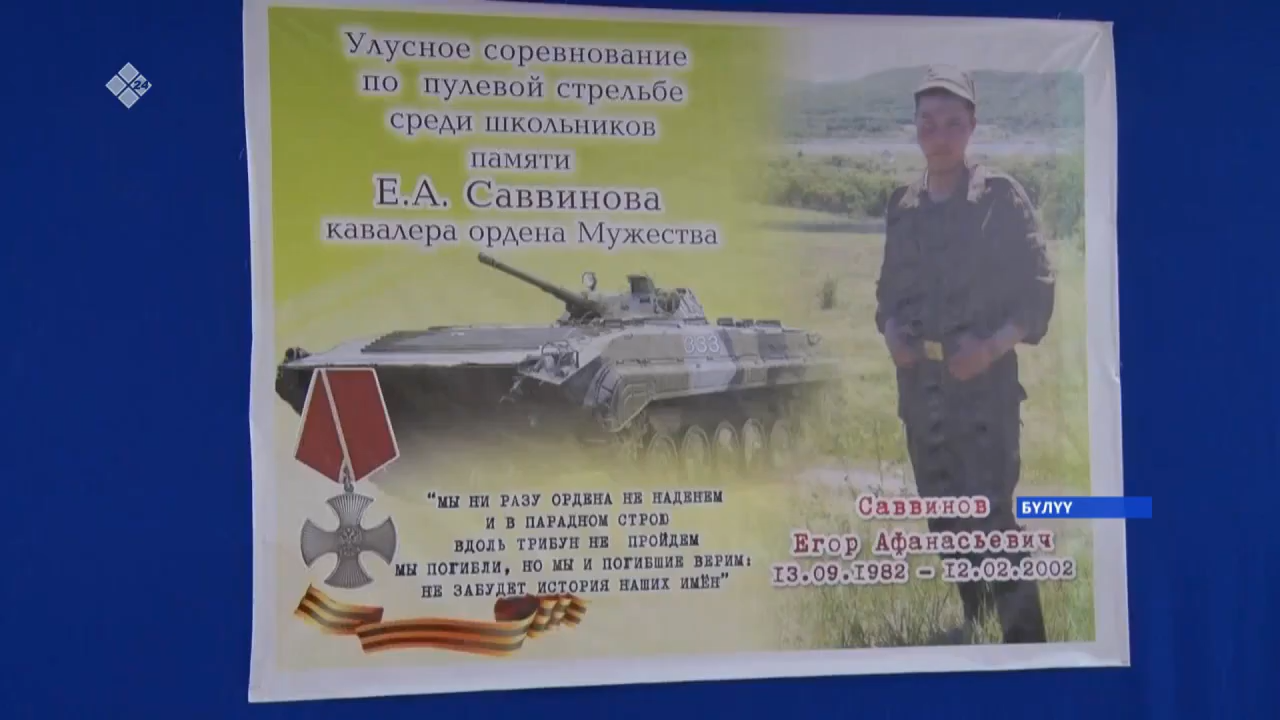 Улусное соревнование
по пулевой стрельбе
среди школьников
памяти
Е.А. Саввинова
кавалера ордена Мужества
333
"МЫ НИ РАЗУ ОРДЕНА НЕ НАДЕНЕМ
И В ПАРАДНОМ СТРОЮ
ВДОЛЬ ТРИБУН НЕ ПРОЙДЕМ
МЫ ПОГИБЛИ, НО МЫ И ПОГИБШИЕ ВЕРИМ:
НЕ ЗАБУДЕТ ИСТОРИЯ НАШИХ ИМЁН"
Саввинов
Егор Афанасьевич
13.09.1982 – 12.02.2002
БҮЛҮҮ
24